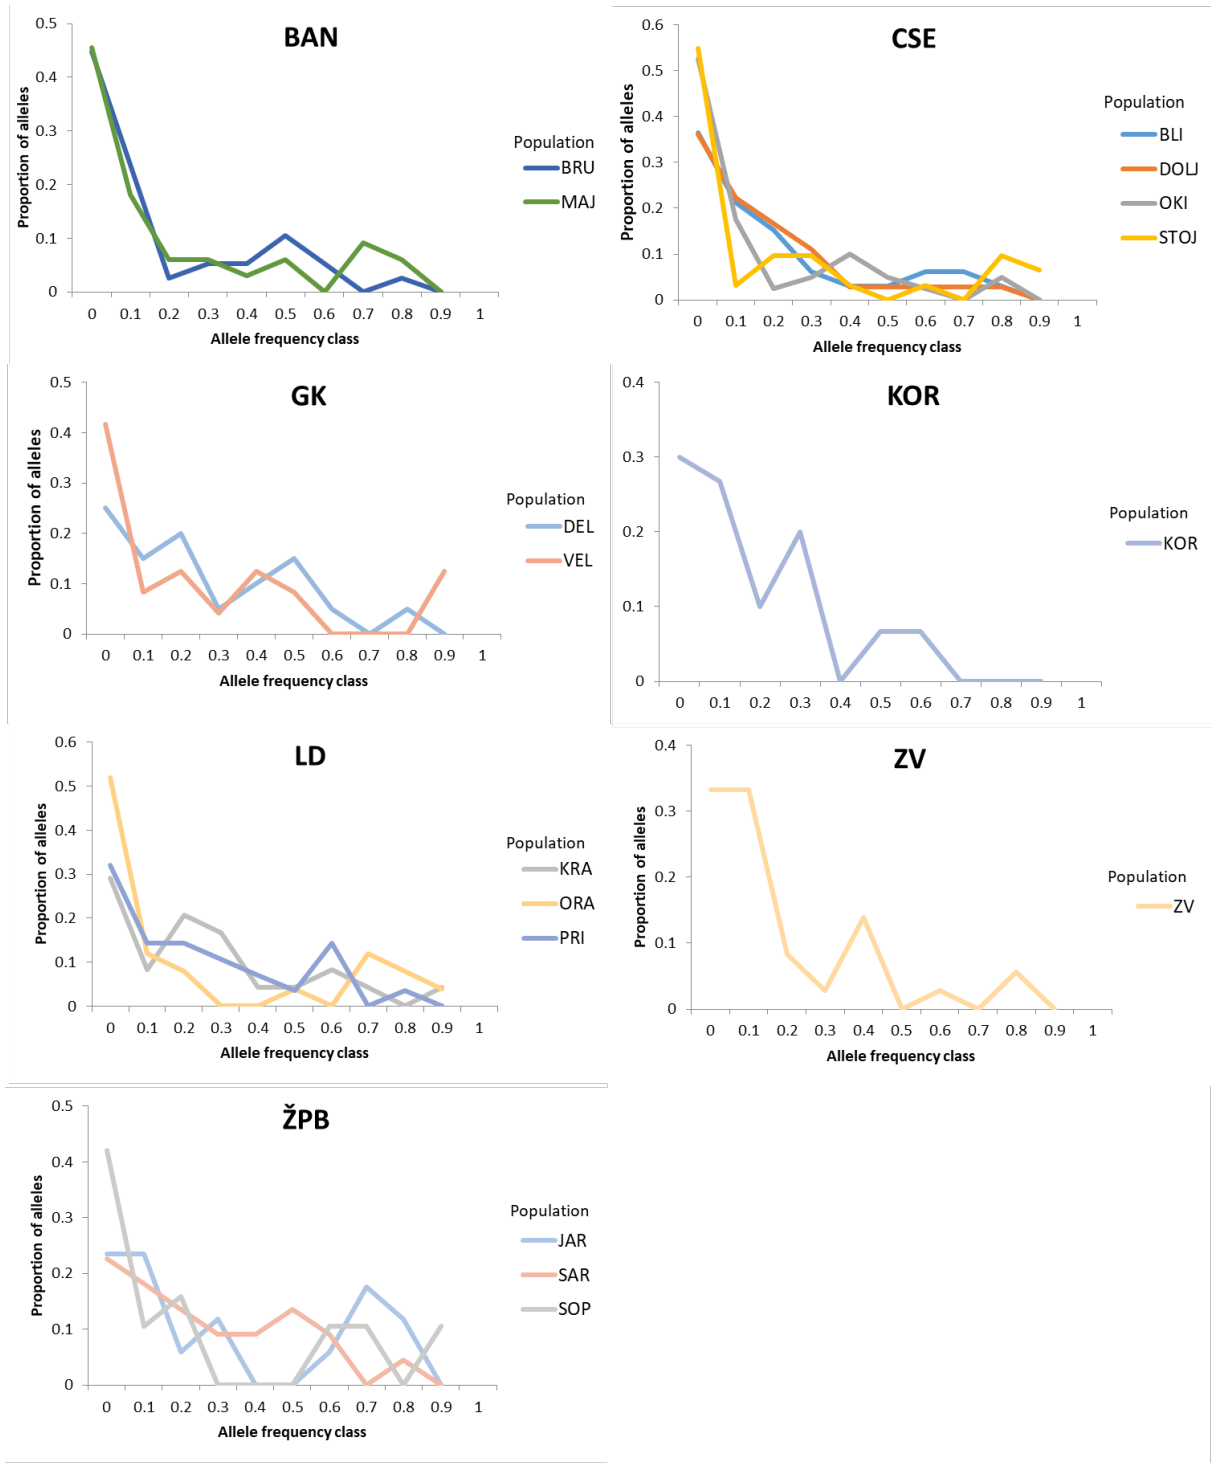 BAN
Proportion of alleles
0.5
0.4
0.3
0.2
0.1
0
0 0.1 0.2 0.3 0.4 0.5 0.6 0.7 0.8 0.9 1
Allele frequency class
Population
BRU
MAJ
CSE
Proportion of alleles
0.6
0.5
0.4
0.3
0.2
0.1
0
0 0.1 0.2 0.3 0.4 0.5 0.6 0.7 0.8 0.9 1
Allele frequency class
Population
BLI
DOLJ
OKI
STOJ
GK
Proportion of alleles
0.5
0.4
0.3
0.2
0.1
0
0 0.1 0.2 0.3 0.4 0.5 0.6 0.7 0.8 0.9 1
Allele frequency class
Population
DEL
VEL
KOR
0.4
0.3
0.2
0.1
0
0 0.1 0.2 0.3 0.4 0.5 0.6 0.7 0.8 0.9 1
Population
KOR
LD
Proportion of alleles
0.6
0.5
0.4
0.3
0.2
0.1
0
0 0.1 0.2 0.3 0.4 0.5 0.6 0.7 0.8 0.9 1
Allele frequency class
Population
KRA
ORA
PRI
ZV
Proportion of alleles
0.4
0.3
0.2
0.1
0
0 0.1 0.2 0.3 0.4 0.5 0.6 0.7 0.8 0.9 1
Allele frequency class
Population
ZV
ŽPB
Proportion of alleles
0.5
0.4
0.3
0.2
0.1
0
0 0.1 0.2 0.3 0.4 0.5 0.6 0.7 0.8 0.9 1
Allele frequency class
Population
JAR
SAR
SOP